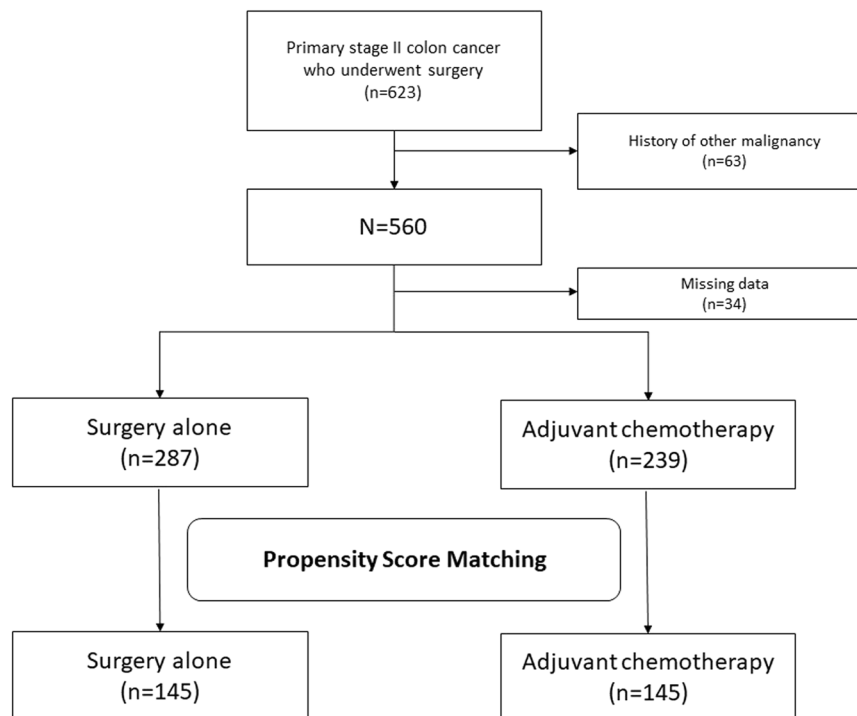 Primary stage II colon cancer
who underwent surgery
(n=623)
History of other malignancy
(n=63)
N=560
Missing data
(n=34)
Surgery alone
(n=287)
Adjuvant chemotherapy
(n=239)
Propensity Score Matching
Surgery alone
(n=145)
Adjuvant chemotherapy
(n=145)